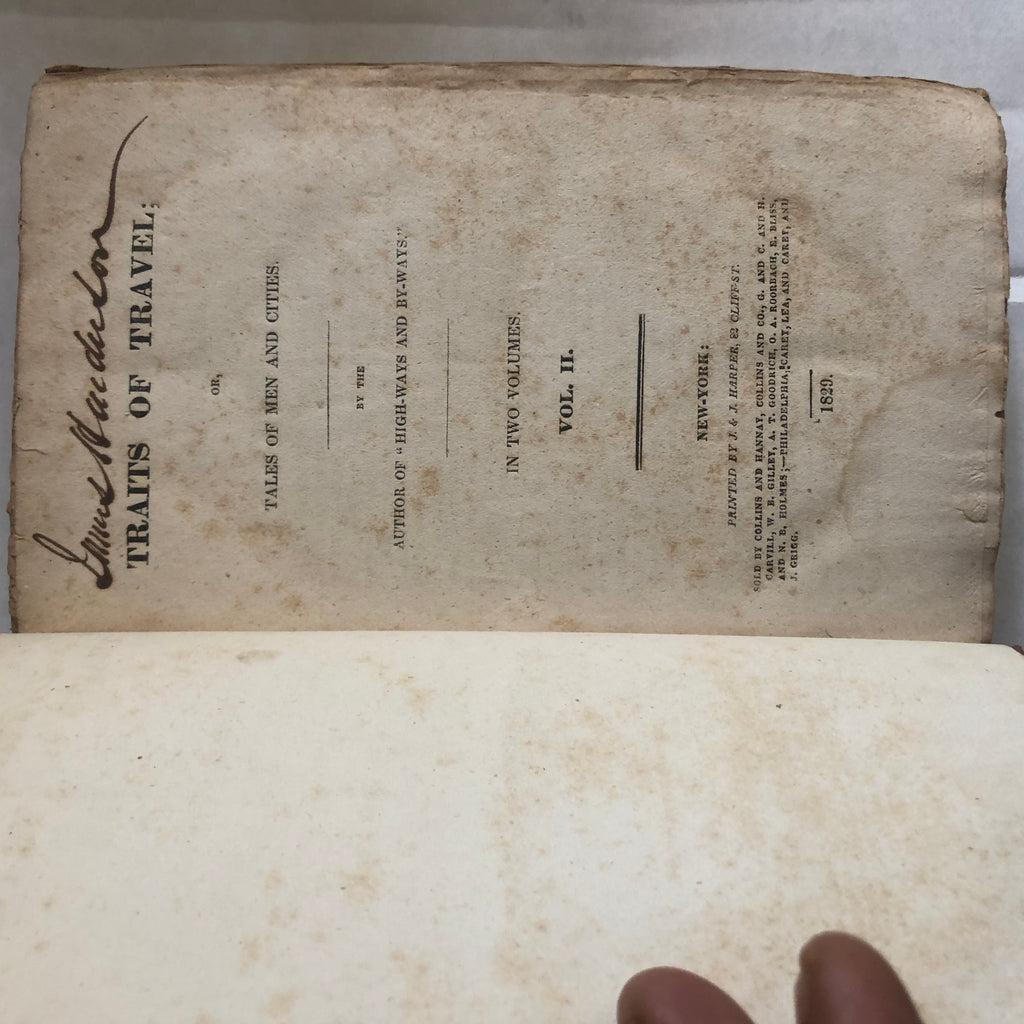 TRAITS OF TRAVEL;
OR,
TALES OF MEN AND CITIES.
BY THE
AUTHOR OF “HIGH-WAYS AND BY-WAYS.”
IN TWO VOLUMES.
VOL. II.
NEW-YORK:
PRINTED BY J. & J. HARPER, 82 CLIFF-ST.
SOLD BY COLLINS AND HANNAY, COLLINS AND CO., G. AND C. AND H.
CARVILL, W. B. GILLEY, A. T. GOODRICH, O. A. ROORBACH, E. BLISS,
AND N. B. HOLMES;—PHILADELPHIA, CAREY, LEA, AND CAREY, AND
J. GRIGG.
1829.